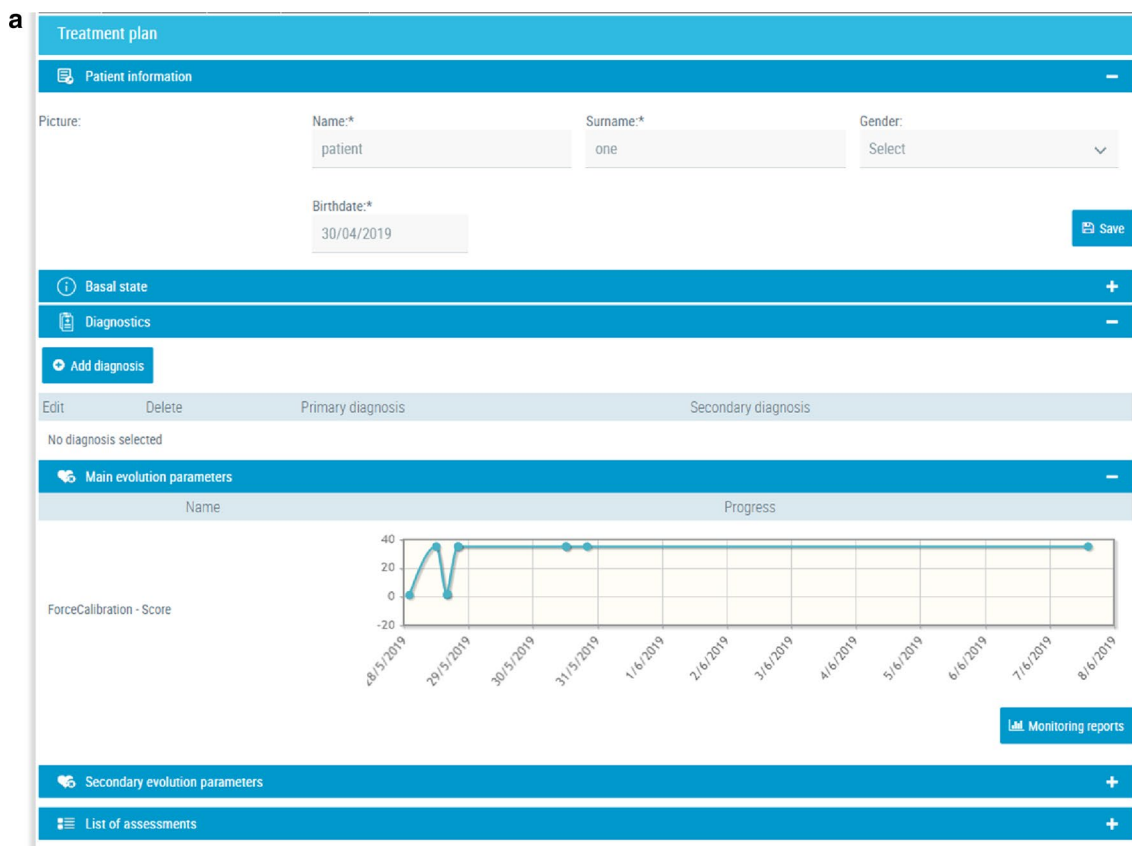 a
Treatment plan
Patient information
Picture:
Name:*
Surname:*
Gender:
patient
one
Select
Birthdate:*
30/04/2019
Save
Basal state
Diagnostics
Add diagnosis
Edit Delete Primary diagnosis Secondary diagnosis
No diagnosis selected
Main evolution parameters
Name Progress
ForceCalibration - Score
40
20
0
-20
28/5/2019 29/5/2019 30/5/2019 31/5/2019 1/6/2019 2/6/2019 3/6/2019 4/6/2019 5/6/2019 6/6/2019 7/6/2019 8/6/2019
Monitoring reports
Secondary evolution parameters
List of assessments